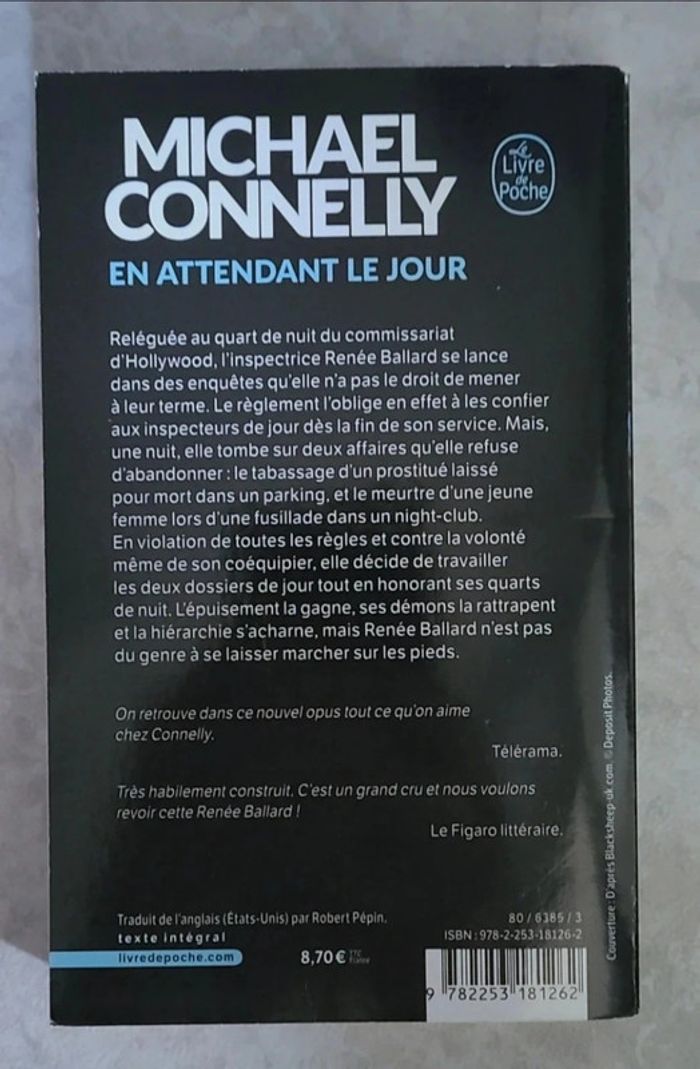 MICHAEL
CONNELLY
Le
Livre
de
Poche
EN ATTENDANT LE JOUR
Reléguée au quart de nuit du commissariat
d'Hollywood, l'inspectrice Renée Ballard se lance
dans des enquêtes qu'elle n'a pas le droit de mener
à leur terme. Le règlement l'oblige en effet à les confier
aux inspecteurs de jour dès la fin de son service. Mais,
une nuit, elle tombe sur deux affaires qu'elle refuse
d'abandonner : le tabassage d'un prostitué laissé
pour mort dans un parking, et le meurtre d'une jeune
femme lors d'une fusillade dans un night-club.
En violation de toutes les règles et contre la volonté
même de son coéquipier, elle décide de travailler
les deux dossiers de jour tout en honorant ses quarts
de nuit. L'épuisement la gagne, ses démons la rattrapent
et la hiérarchie s'acharne, mais Renée Ballard n'est pas
du genre à se laisser marcher sur les pieds.
On retrouve dans ce nouvel opus tout ce qu'on aime
chez Connelly.
Télérama.
Très habilement construit. C'est un grand cru et nous voulons
revoir cette Renée Ballard !
Le Figaro littéraire.
Couverture : D'après Blacksheep-uk.com. © Deposit Photos.
Traduit de l'anglais (États-Unis) par Robert Pépin.
texte intégral
livredepoche.com
8,70 € TTC
France
80 / 6385 / 3
ISBN : 978-2-253-18126-2
9 782253 181262